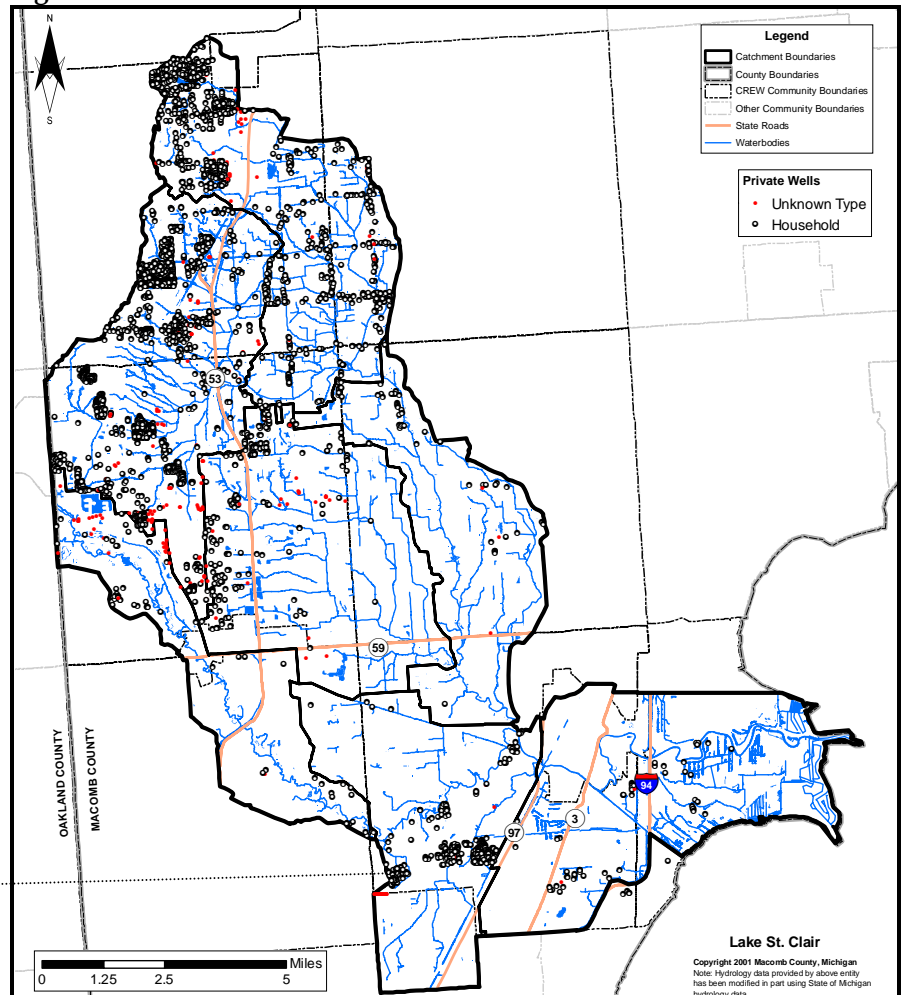 N
S
Legend
Catchment Boundaries
County Boundaries
CREW Community Boundaries
Other Community Boundaries
State Roads
Waterbodies
Private Wells
Unknown Type
Household
53
59
OAKLAND COUNTY
MACOMB COUNTY
94
3
97
Lake St. Clair
Copyright 2001 Macomb County, Michigan
Note: Hydrology data provided by above entity
has been modified in part using State of Michigan
hydrology data
Miles
0 1.25 2.5 5